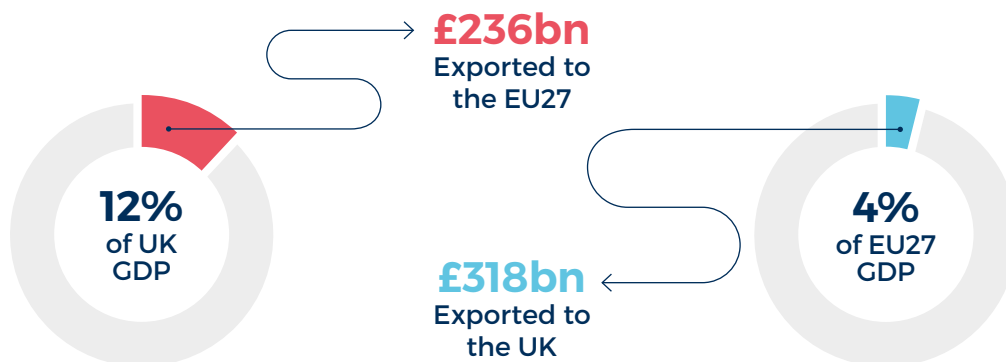 £236bn
Exported to
the EU27
12%
of UK
GDP
4%
of EU27
GDP
£318bn
Exported to
the UK